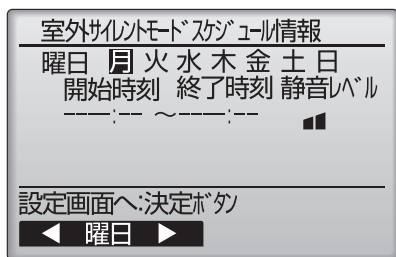 室外サイレントモードスケジュール情報
曜日 月 火 水 木 金 土 日
開始時刻 終了時刻 静音レベル
--:-- ～--:--
設定画面へ:決定ボタン
◀ 曜日 ▶